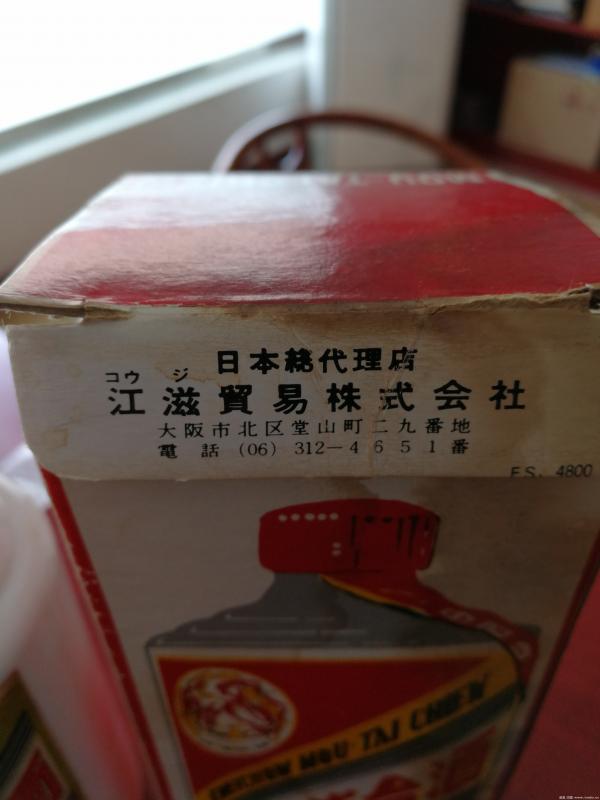 MOU-TAI
日本総代理店
コウ ジ
江滋貿易株式会社
大阪市北区堂山町二九番地
電話 (06) 312-4651番
F.S. 4800
MOU-TAI CHIEW